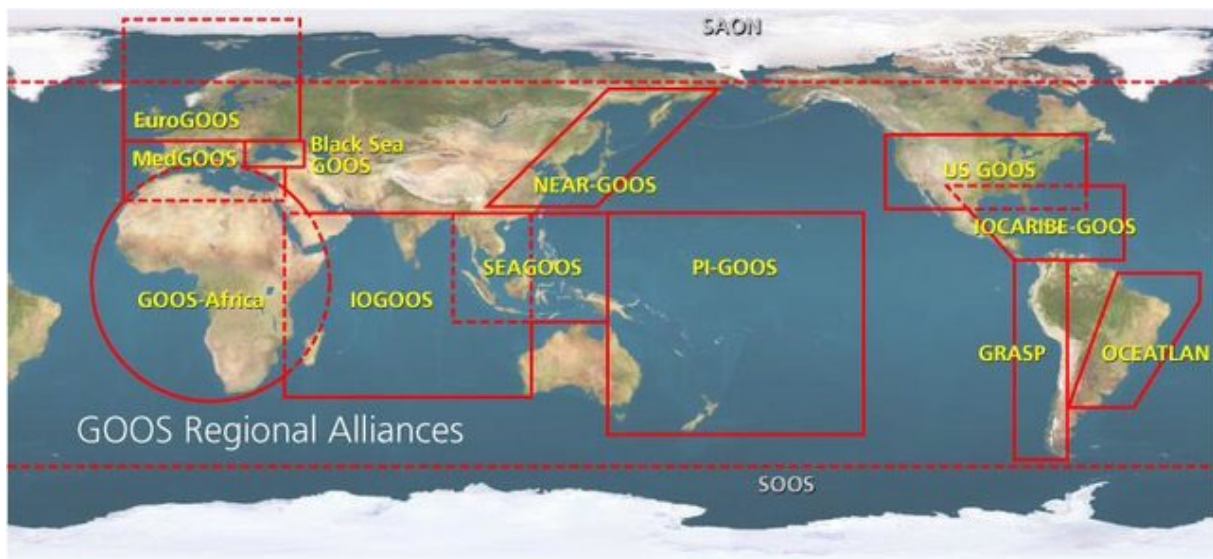 SAON
EuroGOOS
MedGOOS
Black Sea
GOOS
NEAR-GOOS
US GOOS
IOCARIBE-GOOS
SEAGOOS
PI-GOOS
GOOS-Africa
IOGOOS
GRASP
OCEATLAN
GOOS Regional Alliances
SOOS